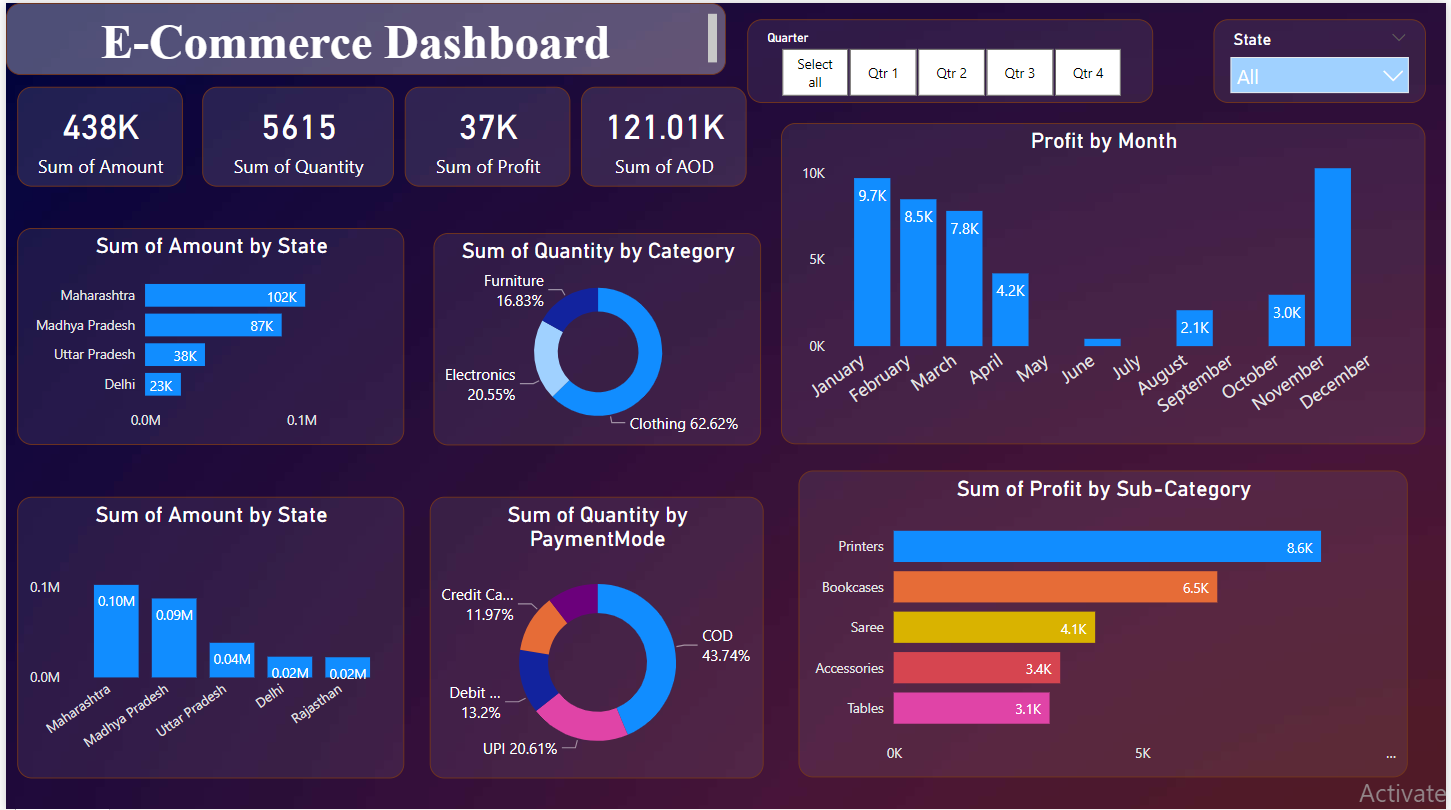 E-Commerce Dashboard
Quarter
Select
all
Qtr 1
Qtr 2
Qtr 3
Qtr 4
State
All
438K
Sum of Amount
5615
Sum of Quantity
37K
Sum of Profit
121.01K
Sum of AOD
Profit by Month
10K
5K
0K
9.7K
8.5K
7.8K
4.2K
2.1K
3.0K
January
February
March
April
May
June
July
August
September
October
November
December
Sum of Amount by State
Maharashtra
102K
Madhya Pradesh
87K
Uttar Pradesh
38K
Delhi
23K
0.0M
0.1M
Sum of Quantity by Category
Furniture
16.83%
Electronics
20.55%
Clothing 62.62%
Sum of Amount by State
0.1M
0.0M
0.10M
0.09M
0.04M
0.02M
0.02M
Maharashtra
Madhya Pradesh
Uttar Pradesh
Delhi
Rajasthan
Sum of Quantity by
PaymentMode
Credit Ca...
11.97%
COD
43.74%
Debit ...
13.2%
UPI 20.61%
Sum of Profit by Sub-Category
Printers
8.6K
Bookcases
6.5K
Saree
4.1K
Accessories
3.4K
Tables
3.1K
0K
5K
...
Activate